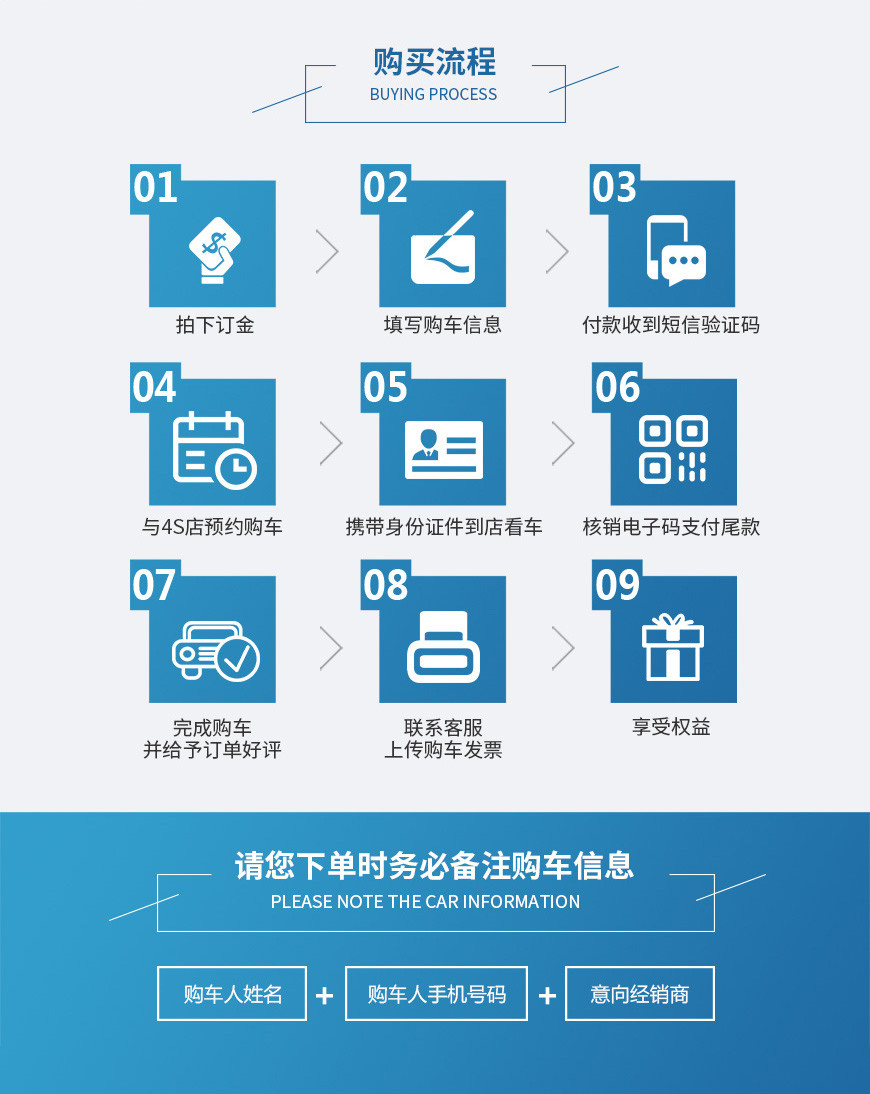 购买流程
BUYING PROCESS
01
02
03
$
拍下订金
填写购车信息
付款收到短信验证码
04
05
06
与4S店预约购车
携带身份证件到店看车
核销电子码支付尾款
07
08
09
完成购车
并给予订单好评
联系客服
上传购车发票
享受权益
请您下单时务必备注购车信息
PLEASE NOTE THE CAR INFORMATION
购车人姓名 + 购车人手机号码 + 意向经销商